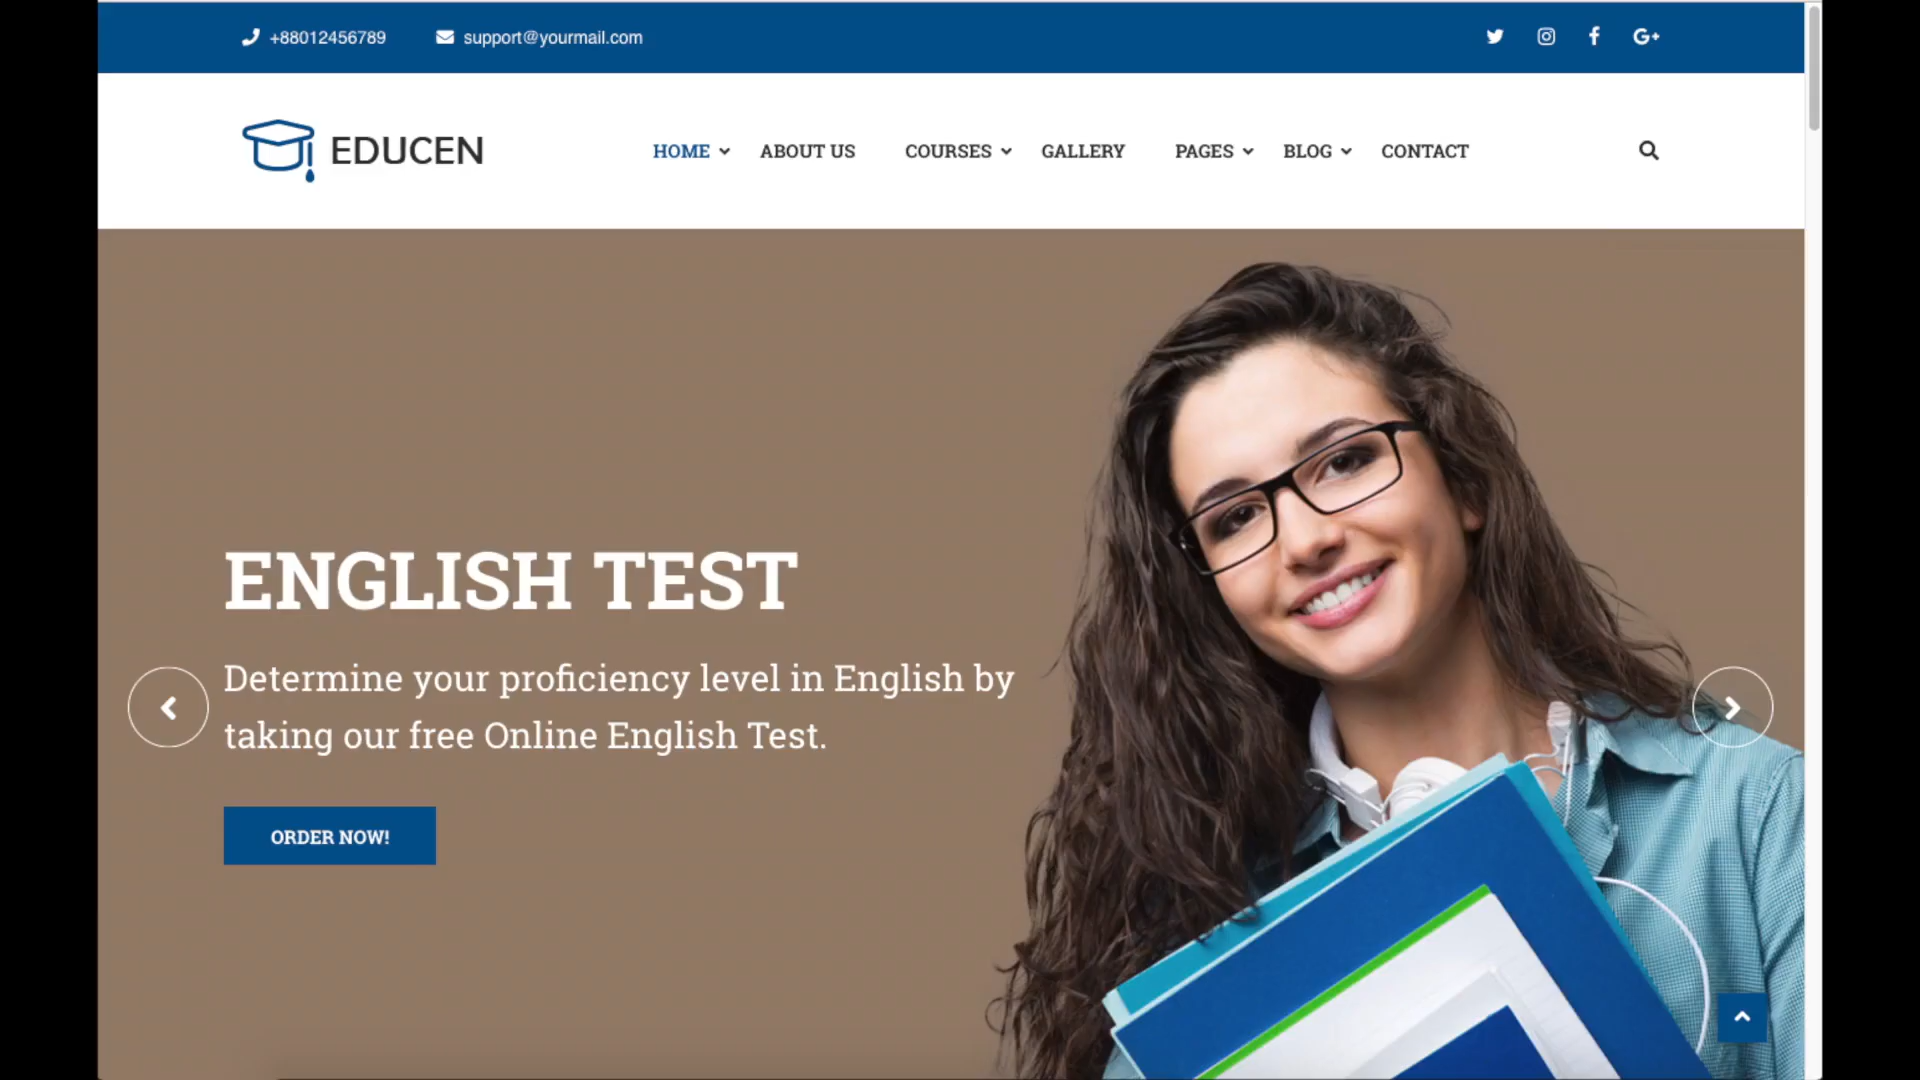 +88012456789 support@yourmail.com
EDUCEN
HOME ABOUT US COURSES GALLERY PAGES BLOG CONTACT
ENGLISH TEST
Determine your proficiency level in English by
taking our free Online English Test.
ORDER NOW!